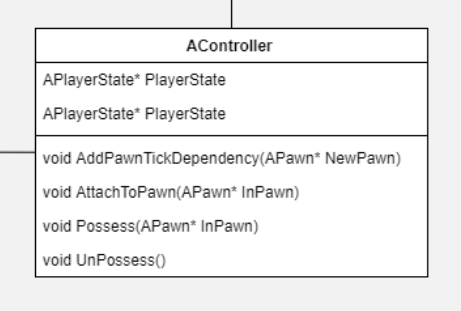 AController
APlayerState* PlayerState
APlayerState* PlayerState
void AddPawnTickDependency(APawn* NewPawn)
void AttachToPawn(APawn* InPawn)
void Possess(APawn* InPawn)
void UnPossess()